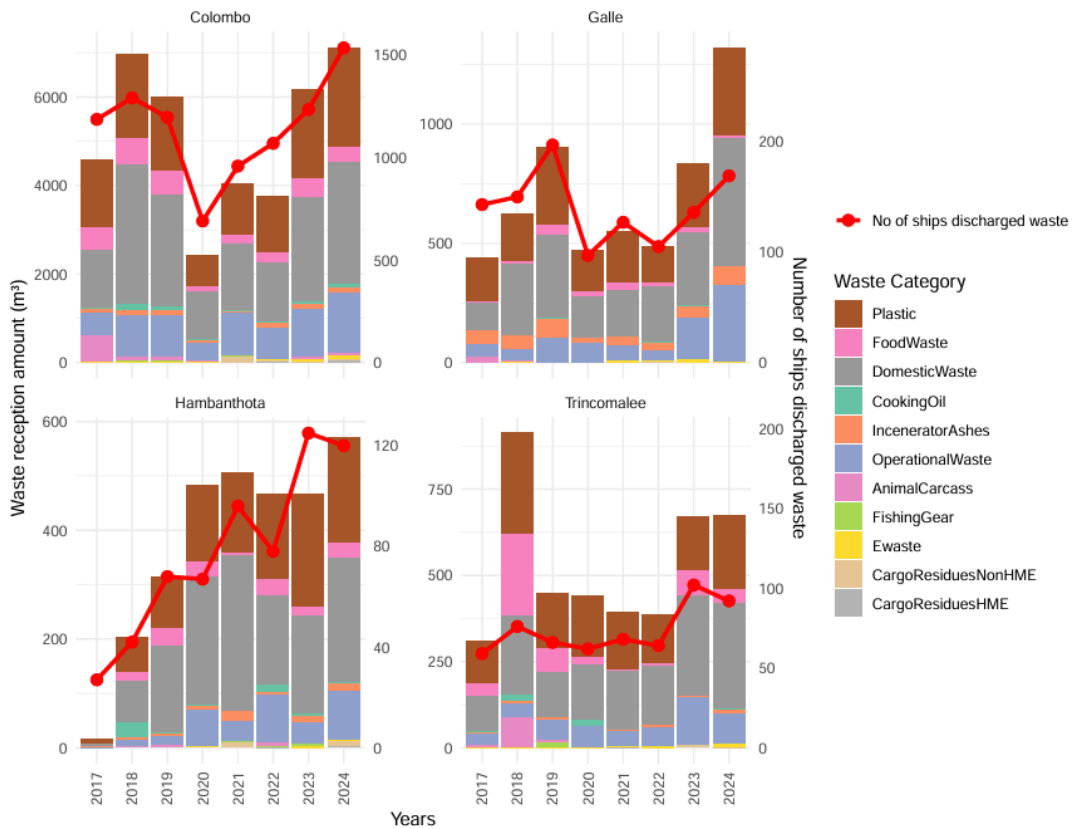 Colombo
Galle
6000
4000
2000
0
1500
1000
500
0
1000
500
0
200
100
0
Hambanthota
Trincomalee
600
400
200
0
120
80
40
0
750
500
250
0
200
150
100
50
0
2017
2018
2019
2020
2021
2022
2023
2024
2017
2018
2019
2020
2021
2022
2023
2024
Years
Waste reception amount (m³)
Number of ships discharged waste
No of ships discharged waste
Waste Category
Plastic
FoodWaste
DomesticWaste
CookingOil
InceneratorAshes
OperationalWaste
AnimalCarcass
FishingGear
Ewaste
CargoResiduesNonHME
CargoResiduesHME